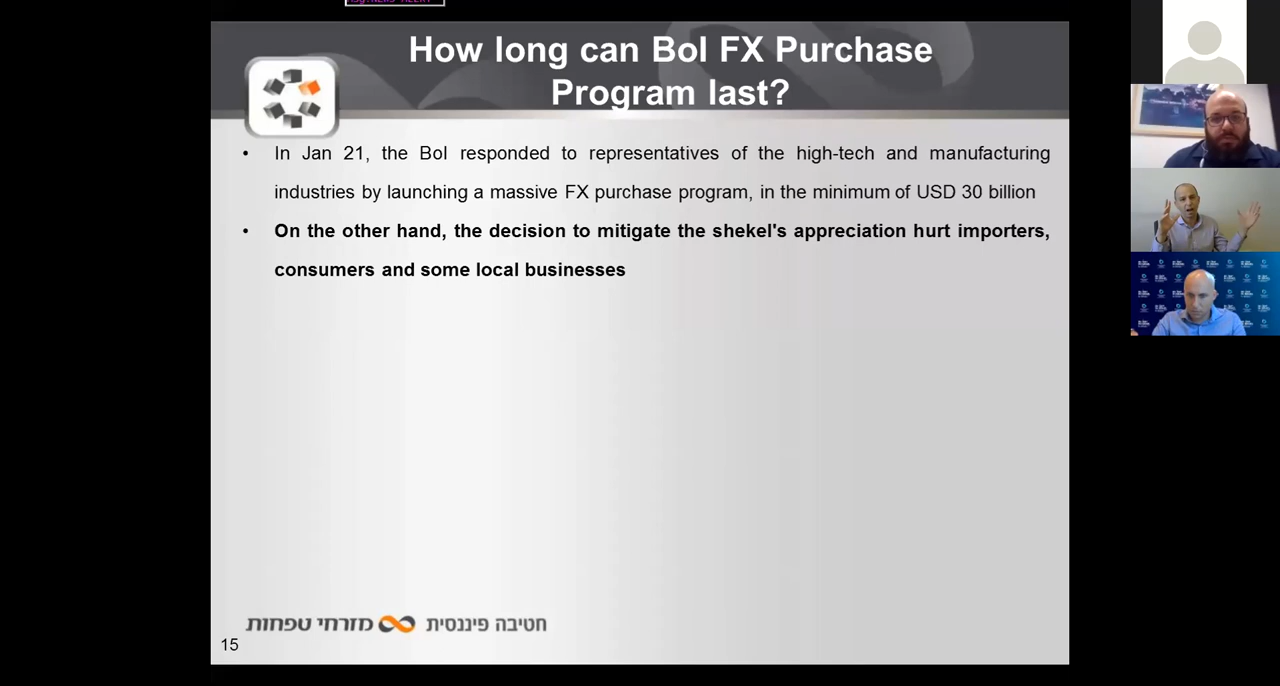 How long can BoI FX Purchase
Program last?
• In Jan 21, the BoI responded to representatives of the high-tech and manufacturing
industries by launching a massive FX purchase program, in the minimum of USD 30 billion
• On the other hand, the decision to mitigate the shekel's appreciation hurt importers,
consumers and some local businesses
מזרחי טפחות חטיבה פיננסית
15